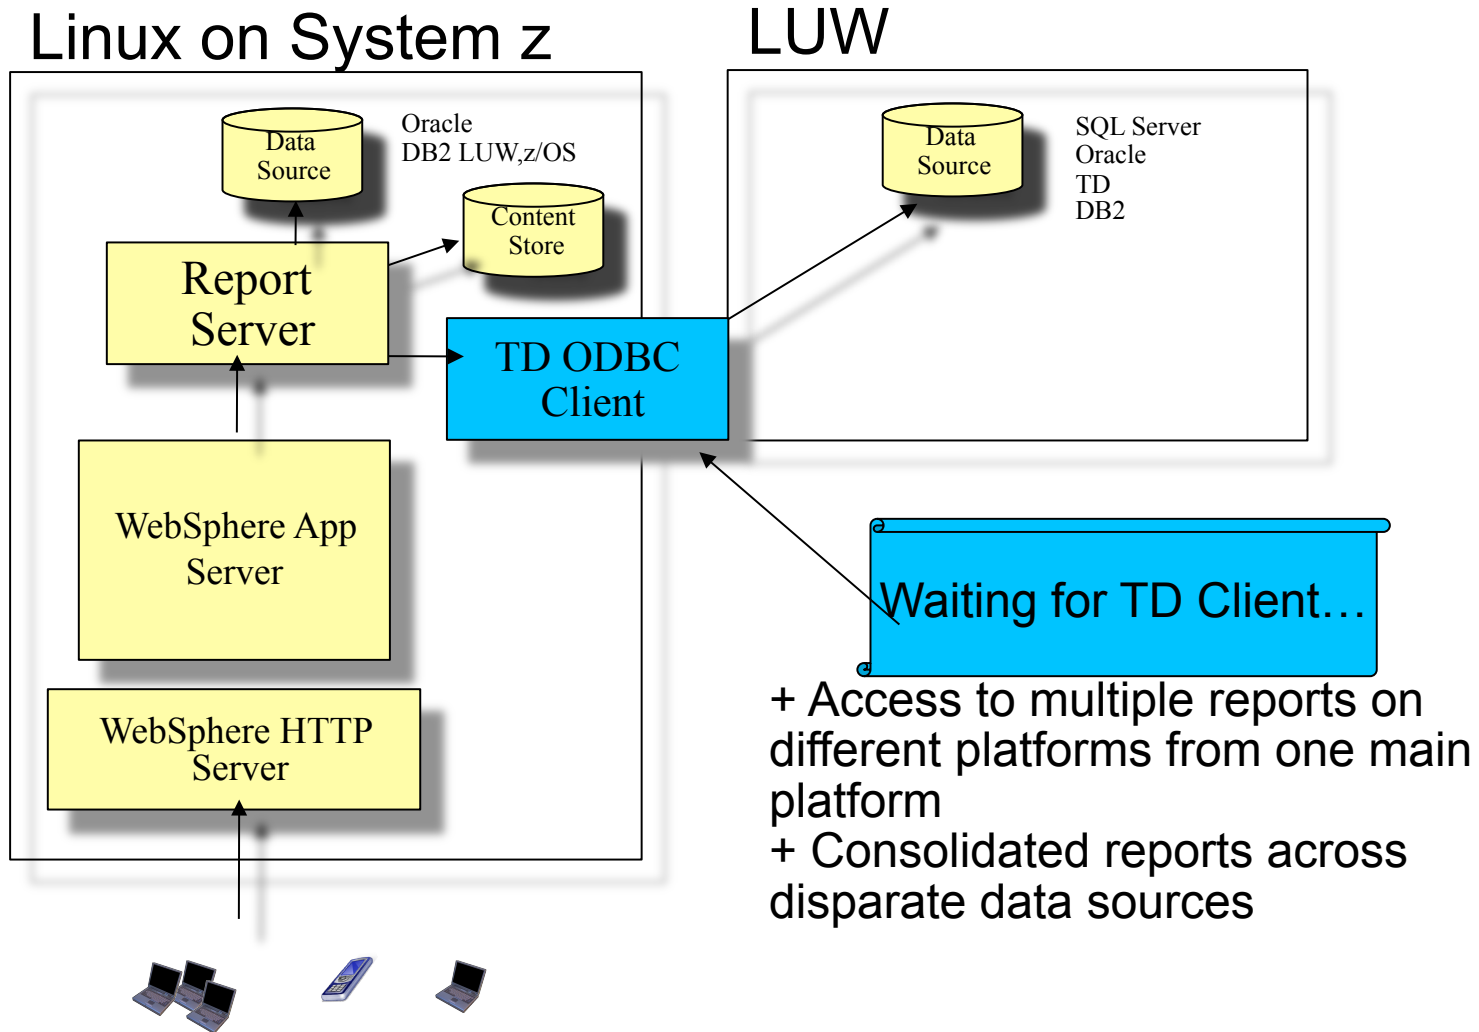 Linux on System z
LUW
Data
Source
Oracle
DB2 LUW,z/OS
Content
Store
Report
Server
TD ODBC
Client
WebSphere App
Server
WebSphere HTTP
Server
Data
Source
SQL Server
Oracle
TD
DB2
Waiting for TD Client…
+ Access to multiple reports on
different platforms from one main
platform
+ Consolidated reports across
disparate data sources